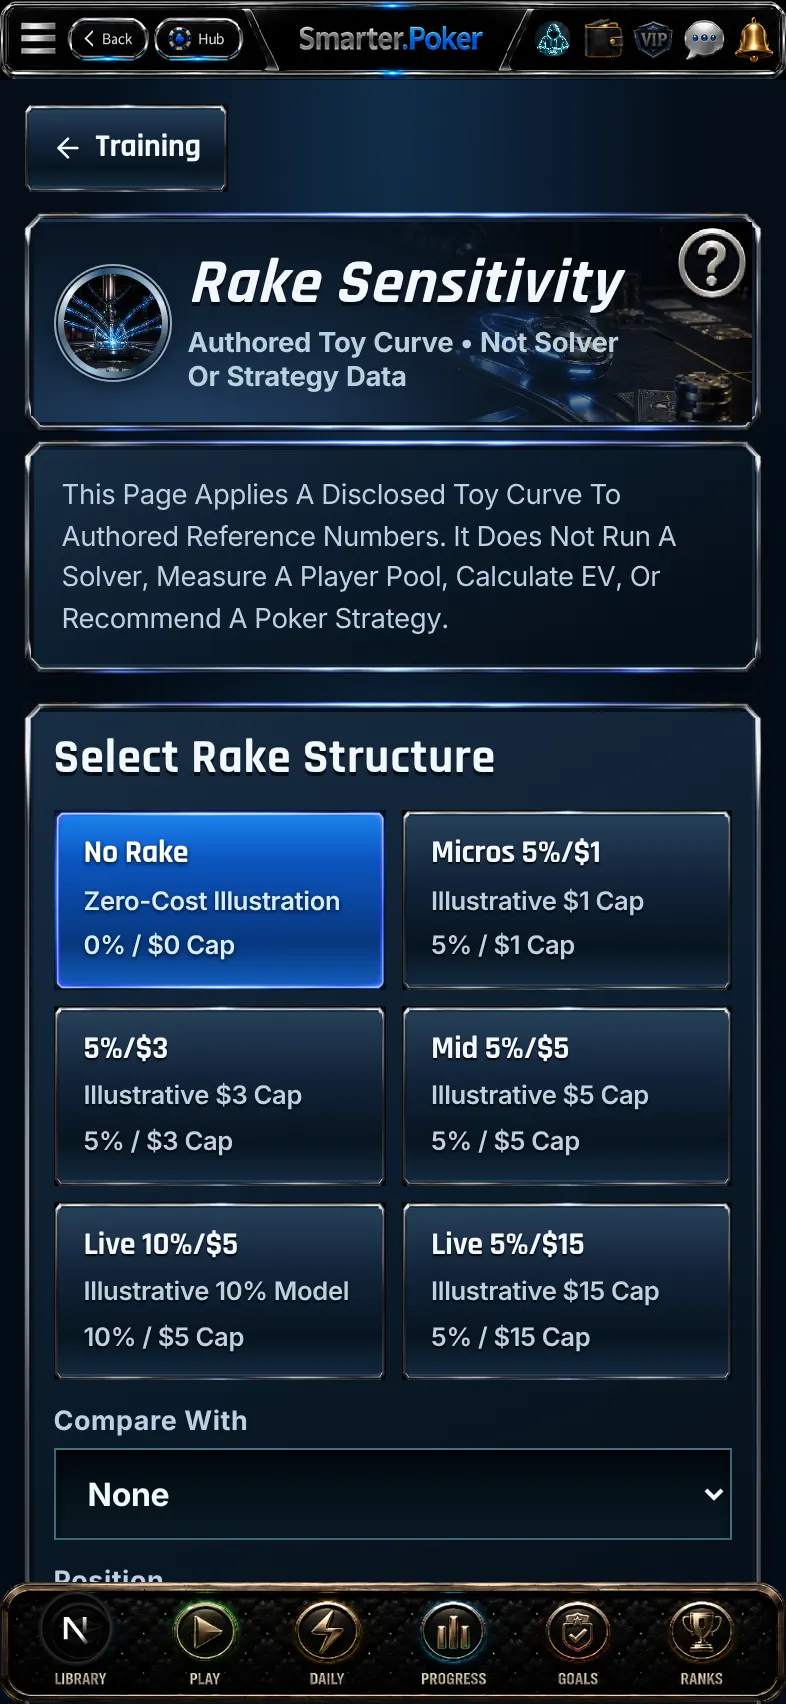 Back
Hub
Smarter.Poker
VIP
Training
Rake Sensitivity
?
Authored Toy Curve • Not Solver
Or Strategy Data
This Page Applies A Disclosed Toy Curve To
Authored Reference Numbers. It Does Not Run A
Solver, Measure A Player Pool, Calculate EV, Or
Recommend A Poker Strategy.
Select Rake Structure
No Rake
Zero-Cost Illustration
0% / $0 Cap
Micros 5%/$1
Illustrative $1 Cap
5% / $1 Cap
5%/$3
Illustrative $3 Cap
5% / $3 Cap
Mid 5%/$5
Illustrative $5 Cap
5% / $5 Cap
Live 10%/$5
Illustrative 10% Model
10% / $5 Cap
Live 5%/$15
Illustrative $15 Cap
5% / $15 Cap
Compare With
None
Position
N
LIBRARY
PLAY
DAILY
PROGRESS
GOALS
RANKS